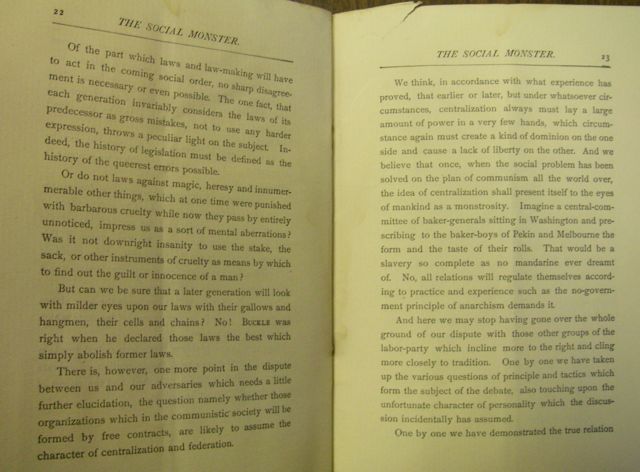 22
THE SOCIAL MONSTER.
Of the part which laws and law-making will have
to act in the coming social order, no sharp disagree-
ment is necessary or even possible. The one fact, that
each generation invariably considers the laws of its
predecessor as gross mistakes, not to use any harder
expression, throws a peculiar light on the subject. In-
deed, the history of legislation must be defined as the
history of the queerest errors possible.
Or do not laws against magic, heresy and innumer-
merable other things, which at one time were punished
with barbarous cruelty while now they pass by entirely
unnoticed, impress us as a sort of mental aberrations?
Was it not downright insanity to use the stake, the
sack, or other instruments of cruelty as means by which
to find out the guilt or innocence of a man?
But can we be sure that a later generation will look
with milder eyes upon our laws with their gallows and
hangmen, their cells and chains? No! BUCKLE was
right when he declared those laws the best which
simply abolish former laws.
There is, however, one more point in the dispute
between us and our adversaries which needs a little
further elucidation, the question namely whether those
organizations which in the communistic society will be
formed by free contracts, are likely to assume the
character of centralization and federation.
THE SOCIAL MONSTER.
23
We think, in accordance with what experience has
proved, that earlier or later, but under whatsoever cir-
cumstances, centralization always must lay a large
amount of power in a very few hands, which circum-
stance again must create a kind of dominion on the one
side and cause a lack of liberty on the other. And we
believe that once, when the social problem has been
solved on the plan of communism all the world over,
the idea of centralization shall present itself to the eyes
of mankind as a monstrosity. Imagine a central-com-
mittee of baker-generals sitting in Washington and pre-
scribing to the baker-boys of Pekin and Melbourne the
form and the taste of their rolls. That would be a
slavery so complete as no mandarine ever dreamt
of. No, all relations will regulate themselves accord-
ing to practice and experience such as the no-govern-
ment principle of anarchism demands it.
And here we may stop having gone over the whole
ground of our dispute with those other groups of the
labor-party which incline more to the right and cling
more closely to tradition. One by one we have taken
up the various questions of principle and tactics which
form the subject of the debate, also touching upon the
unfortunate character of personality which the discus-
sion incidentally has assumed.
One by one we have demonstrated the true relation